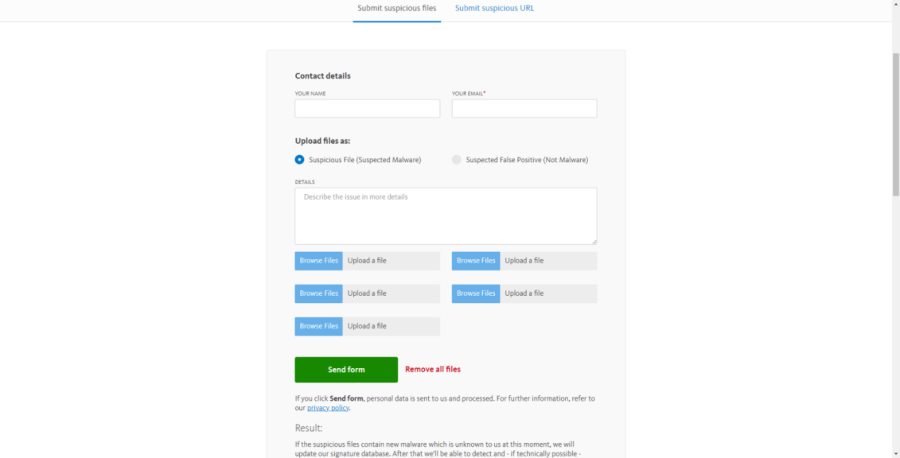 Submit suspicious files Submit suspicious URL
Contact details
YOUR NAME YOUR EMAIL*
Upload files as:
Suspicious File (Suspected Malware) Suspected False Positive (Not Malware)
DETAILS
Describe the issue in more details
Browse Files Upload a file Browse Files Upload a file
Browse Files Upload a file Browse Files Upload a file
Browse Files Upload a file
Send form Remove all files
If you click Send form, personal data is sent to us and processed. For further information, refer to
our privacy policy.
Result:
If the suspicious files contain new malware which is unknown to us at this moment, we will
update our signature database. After that we'll be able to detect and - if technically possible -